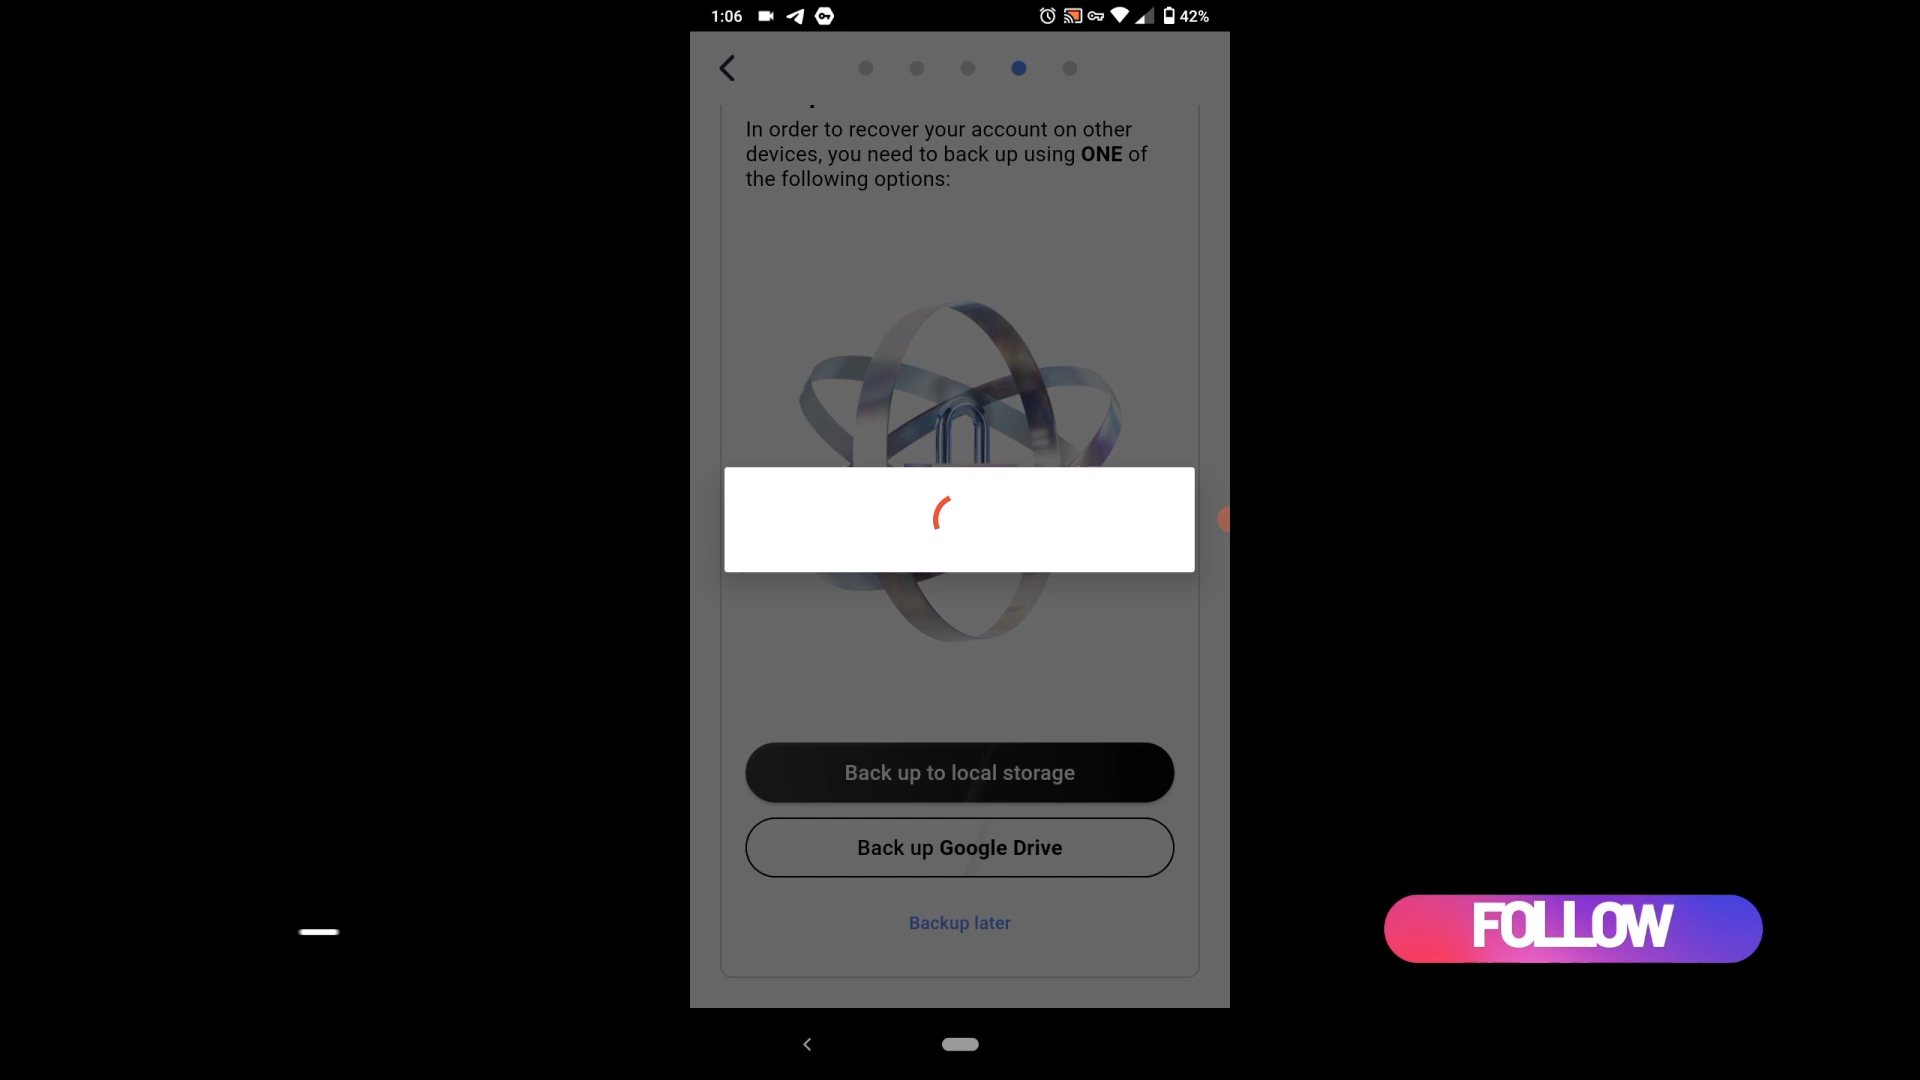 1:06
42%
In order to recover your account on other
devices, you need to back up using ONE of
the following options:
Back up to local storage
Back up Google Drive
Backup later
FOLLOW